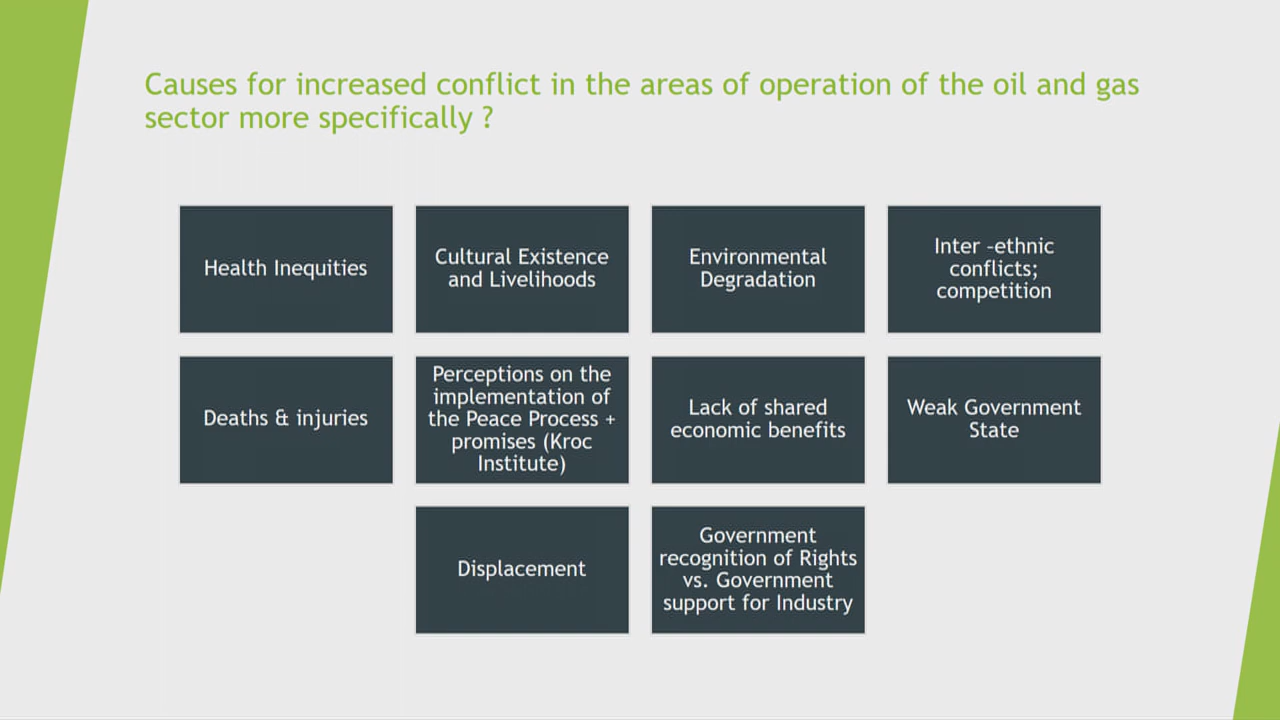 Causes for increased conflict in the areas of operation of the oil and gas
sector more specifically ?
Health Inequities
Cultural Existence
and Livelihoods
Environmental
Degradation
Inter –ethnic
conflicts;
competition
Deaths & injuries
Perceptions on the
implementation of
the Peace Process +
promises (Kroc
Institute)
Lack of shared
economic benefits
Weak Government
State
Displacement
Government
recognition of Rights
vs. Government
support for Industry